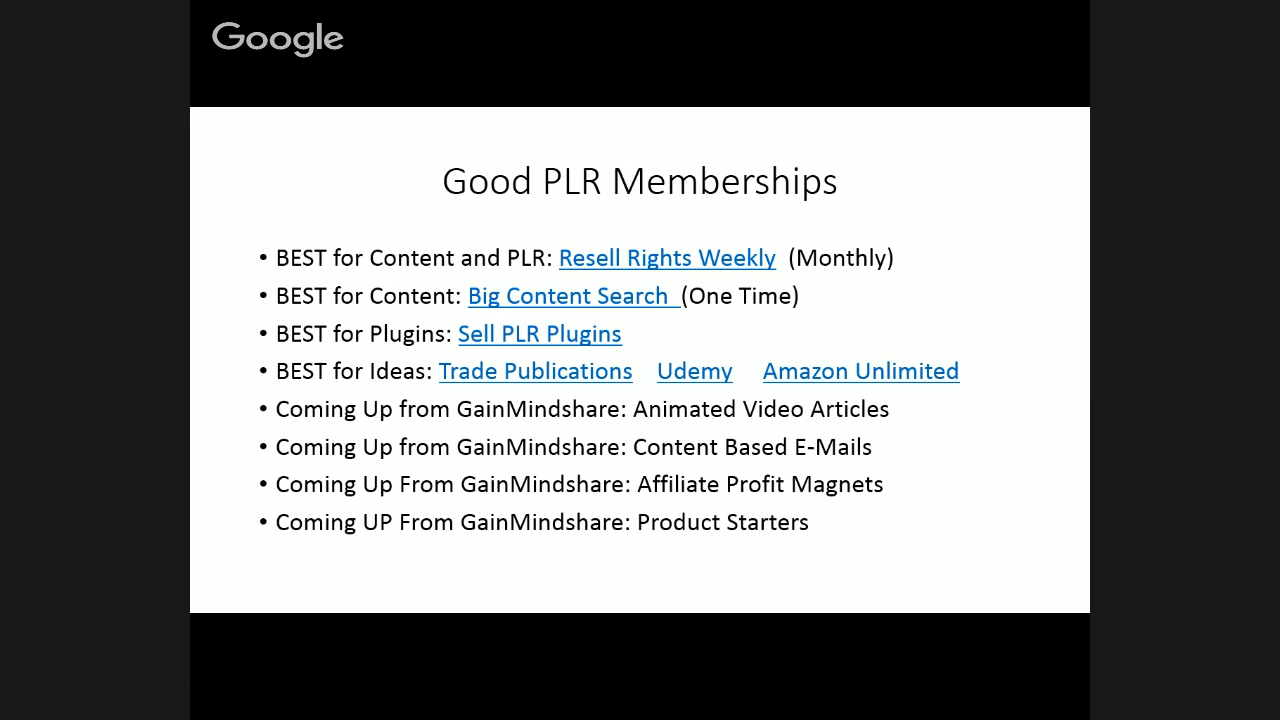 Google
Good PLR Memberships
• BEST for Content and PLR: Resell Rights Weekly (Monthly)
• BEST for Content: Big Content Search (One Time)
• BEST for Plugins: Sell PLR Plugins
• BEST for Ideas: Trade Publications Udemy Amazon Unlimited
• Coming Up from GainMindshare: Animated Video Articles
• Coming Up from GainMindshare: Content Based E-Mails
• Coming Up From GainMindshare: Affiliate Profit Magnets
• Coming UP From GainMindshare: Product Starters